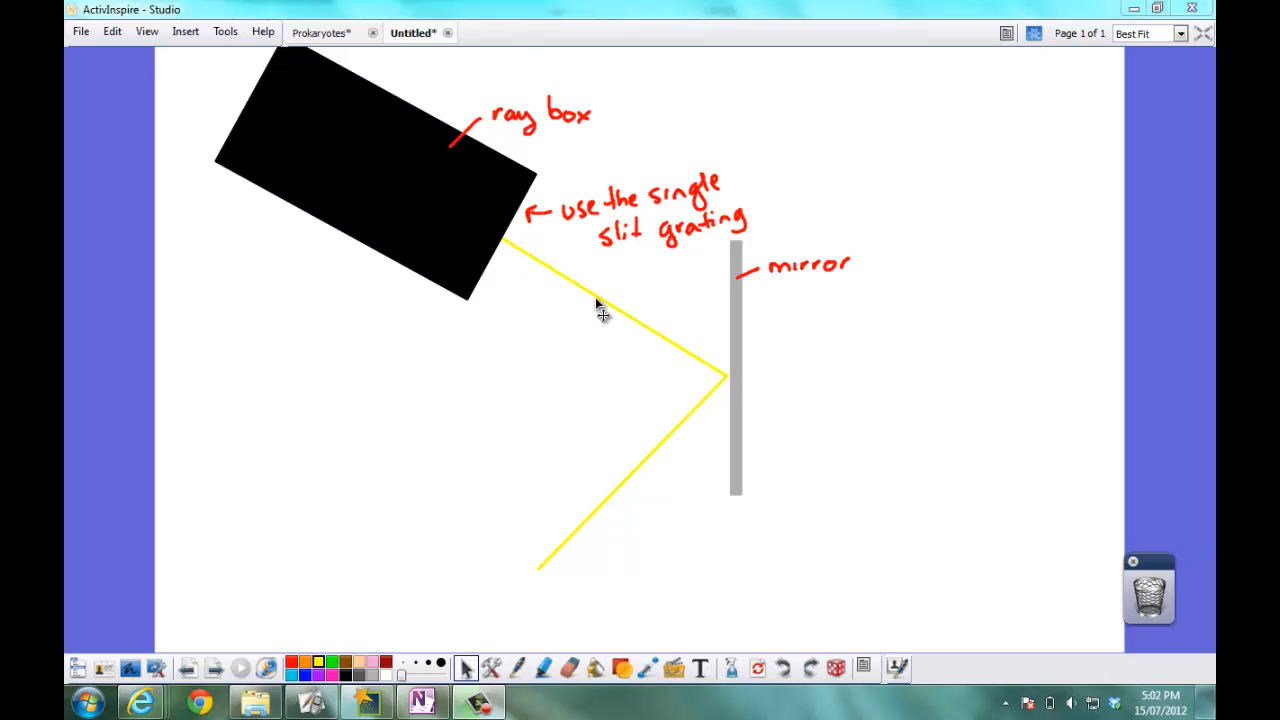 ActivInspire - Studio
File Edit View Insert Tools Help Prokaryotes* Untitled* Page 1 of 1 Best Fit
ray box
use the single
slit grating
mirror
T
5:02 PM
15/07/2012